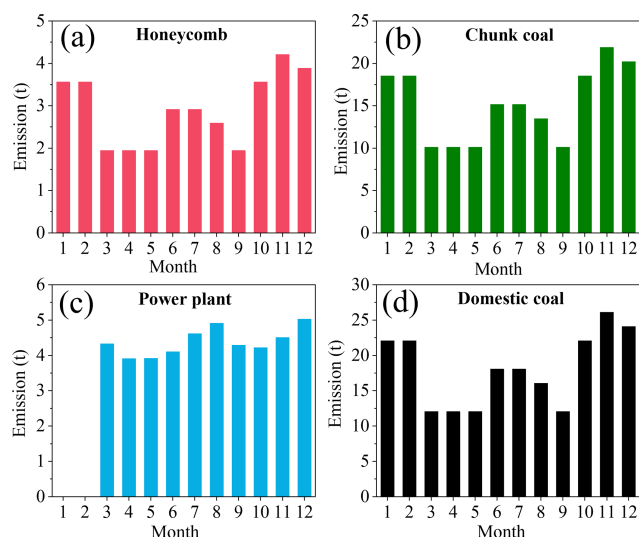 (a) Honeycomb
Emission (t)
5
4
3
2
1
0
1 2 3 4 5 6 7 8 9 10 11 12
Month
(b) Chunk coal
Emission (t)
25
20
15
10
5
0
1 2 3 4 5 6 7 8 9 10 11 12
Month
(c) Power plant
Emission (t)
6
5
4
3
2
1
0
1 2 3 4 5 6 7 8 9 10 11 12
Month
(d) Domestic coal
Emission (t)
30
25
20
15
10
5
0
1 2 3 4 5 6 7 8 9 10 11 12
Month